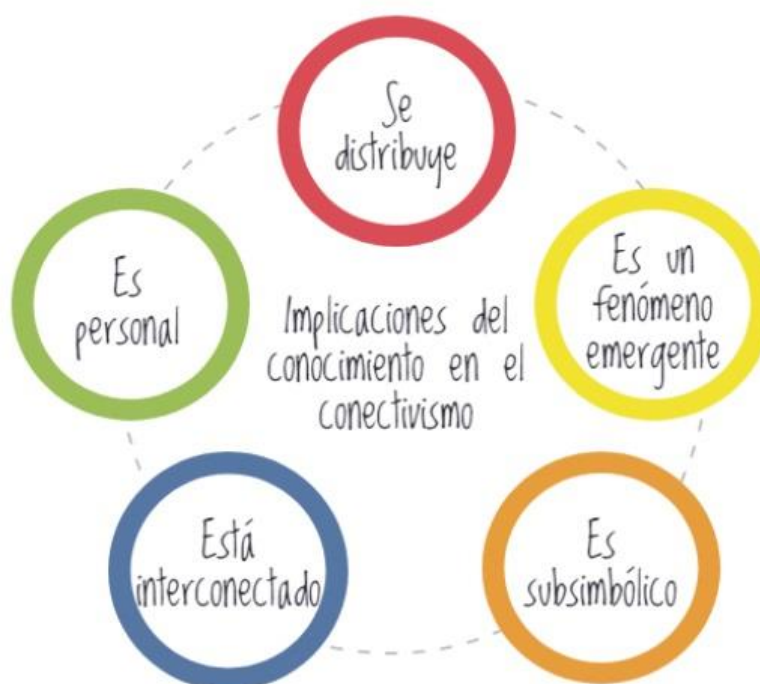 Se
distribuye
Es un
fenómeno
emergente
Es
subsimbólico
Está
interconectado
Es
personal
Implicaciones del
conocimiento en el
conectivismo